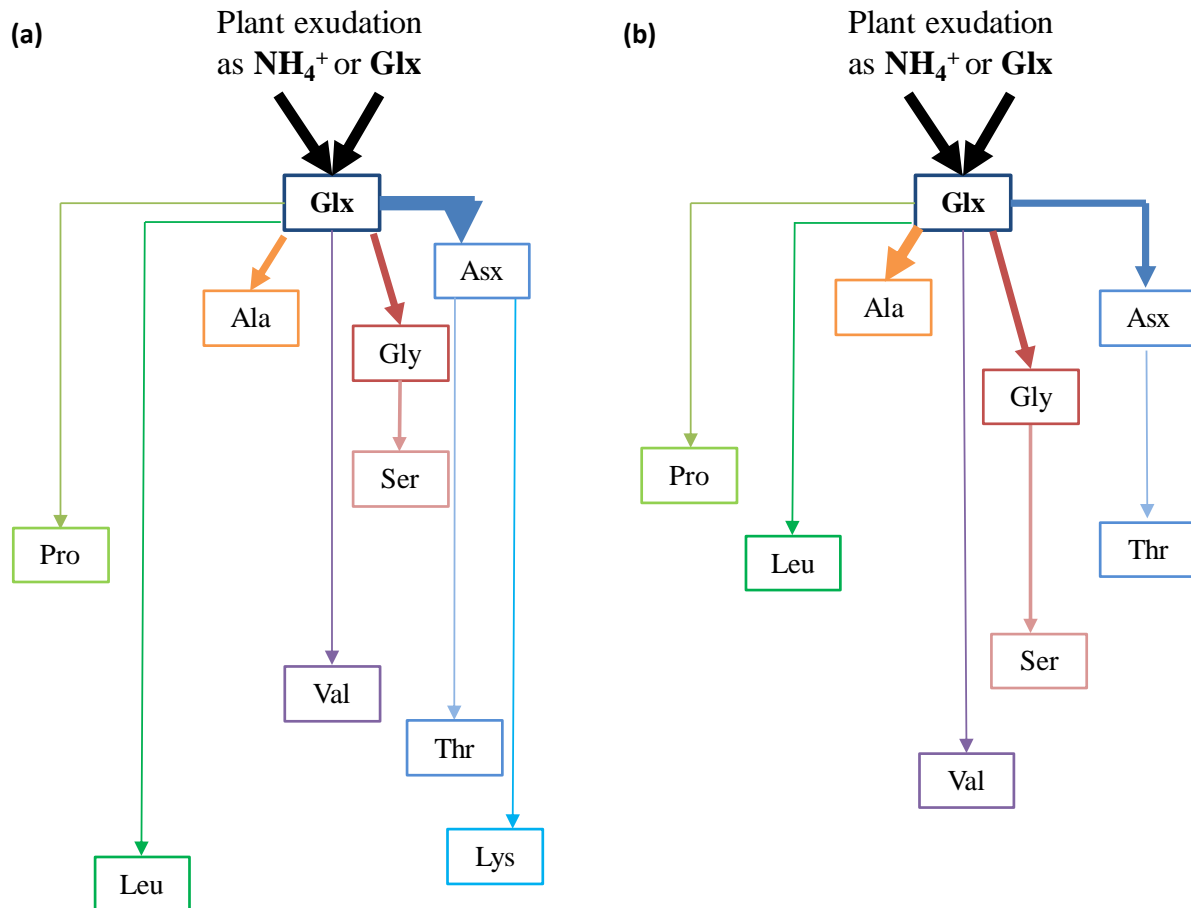 (a)
Plant exudation
as NH₄⁺ or Glx
Glx
Asx
Ala
Gly
Ser
Pro
Val
Thr
Lys
Leu
(b)
Plant exudation
as NH₄⁺ or Glx
Glx
Ala
Asx
Gly
Pro
Leu
Thr
Ser
Val